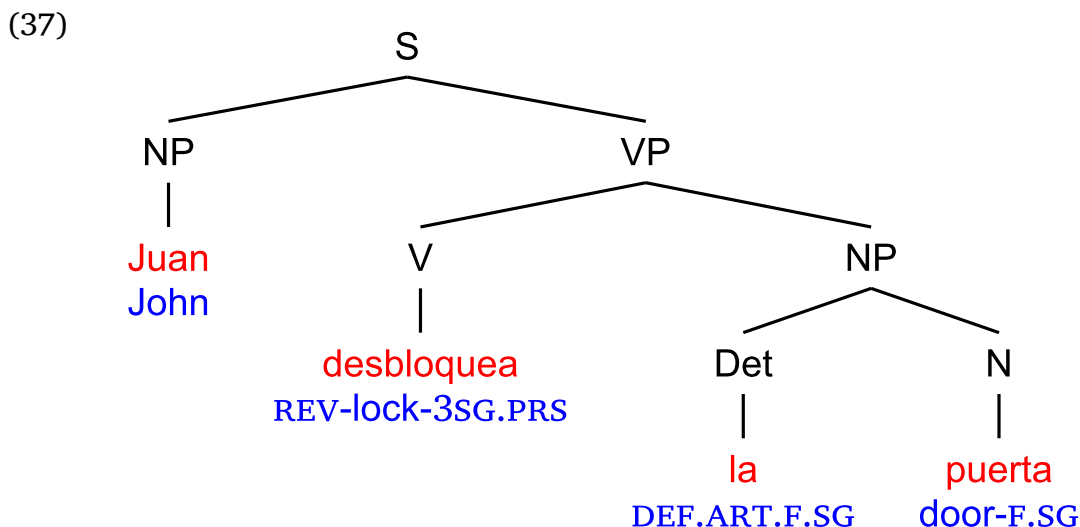 (37)
S
NP VP
Juan V NP
John
desbloquea Det N
REV-lock-3SG.PRS
la puerta
DEF.ART.F.SG door-F.SG